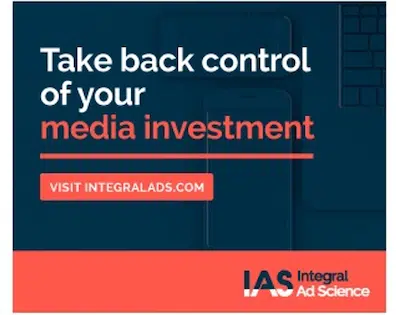 Take back control
of your
media investment
VISIT INTEGRALADS.COM
IAS Integral
Ad Science